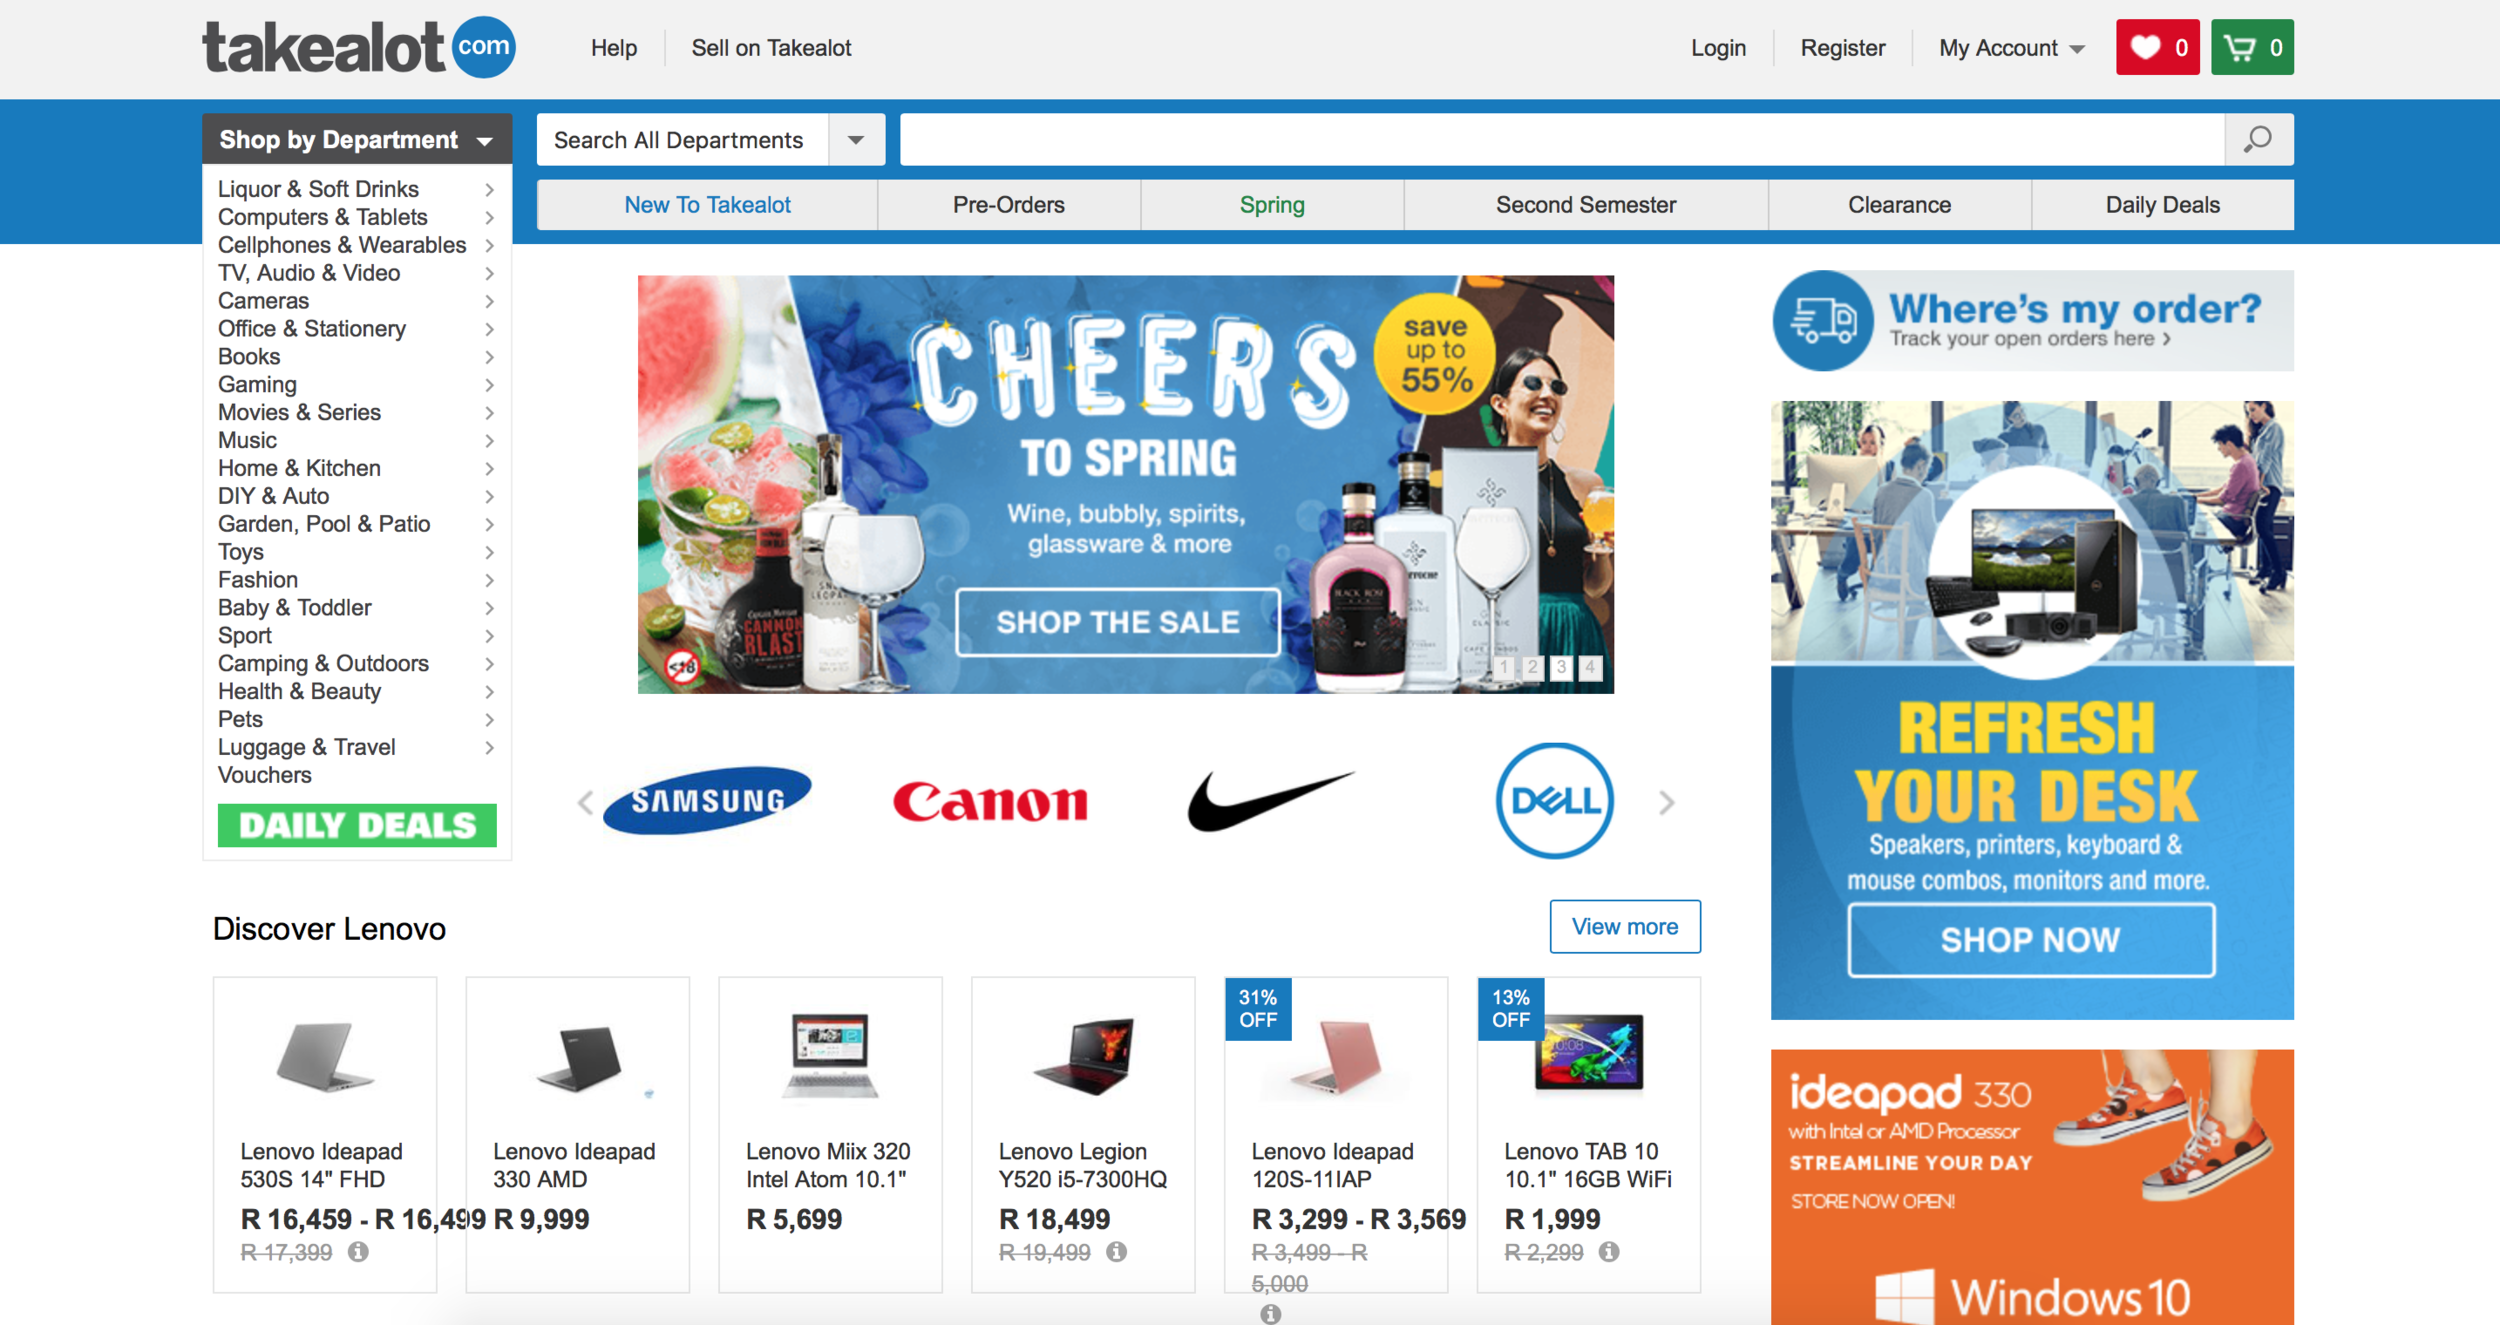 takealot com
Help
Sell on Takealot
Login
Register
My Account
0
0
Shop by Department
Search All Departments
New To Takealot
Pre-Orders
Spring
Second Semester
Clearance
Daily Deals
Liquor & Soft Drinks
Computers & Tablets
Cellphones & Wearables
TV, Audio & Video
Cameras
Office & Stationery
Books
Gaming
Movies & Series
Music
Home & Kitchen
DIY & Auto
Garden, Pool & Patio
Toys
Fashion
Baby & Toddler
Sport
Camping & Outdoors
Health & Beauty
Pets
Luggage & Travel
Vouchers
DAILY DEALS
CHEERS
TO SPRING
Wine, bubbly, spirits,
glassware & more
SHOP THE SALE
save
up to
55%
<18
CANNON
BLAST
LEOPARD
BLACK ROSE
GIN
CLASSIC
1 2 3 4
Where's my order?
Track your open orders here >
REFRESH
YOUR DESK
Speakers, printers, keyboard &
mouse combos, monitors and more.
SHOP NOW
SAMSUNG
Canon
DELL
Discover Lenovo
View more
Lenovo Ideapad
530S 14" FHD
R 16,459 - R 16,499
R 17,399
Lenovo Ideapad
330 AMD
R 9,999
Lenovo Miix 320
Intel Atom 10.1"
R 5,699
Lenovo Legion
Y520 i5-7300HQ
R 18,499
R 19,499
31%
OFF
Lenovo Ideapad
120S-11IAP
R 3,299 - R 3,569
R 3,499 - R
5,000
13%
OFF
Lenovo TAB 10
10.1" 16GB WiFi
R 1,999
R 2,299
ideapad 330
with Intel or AMD Processor
STREAMLINE YOUR DAY
STORE NOW OPEN!
Windows 10